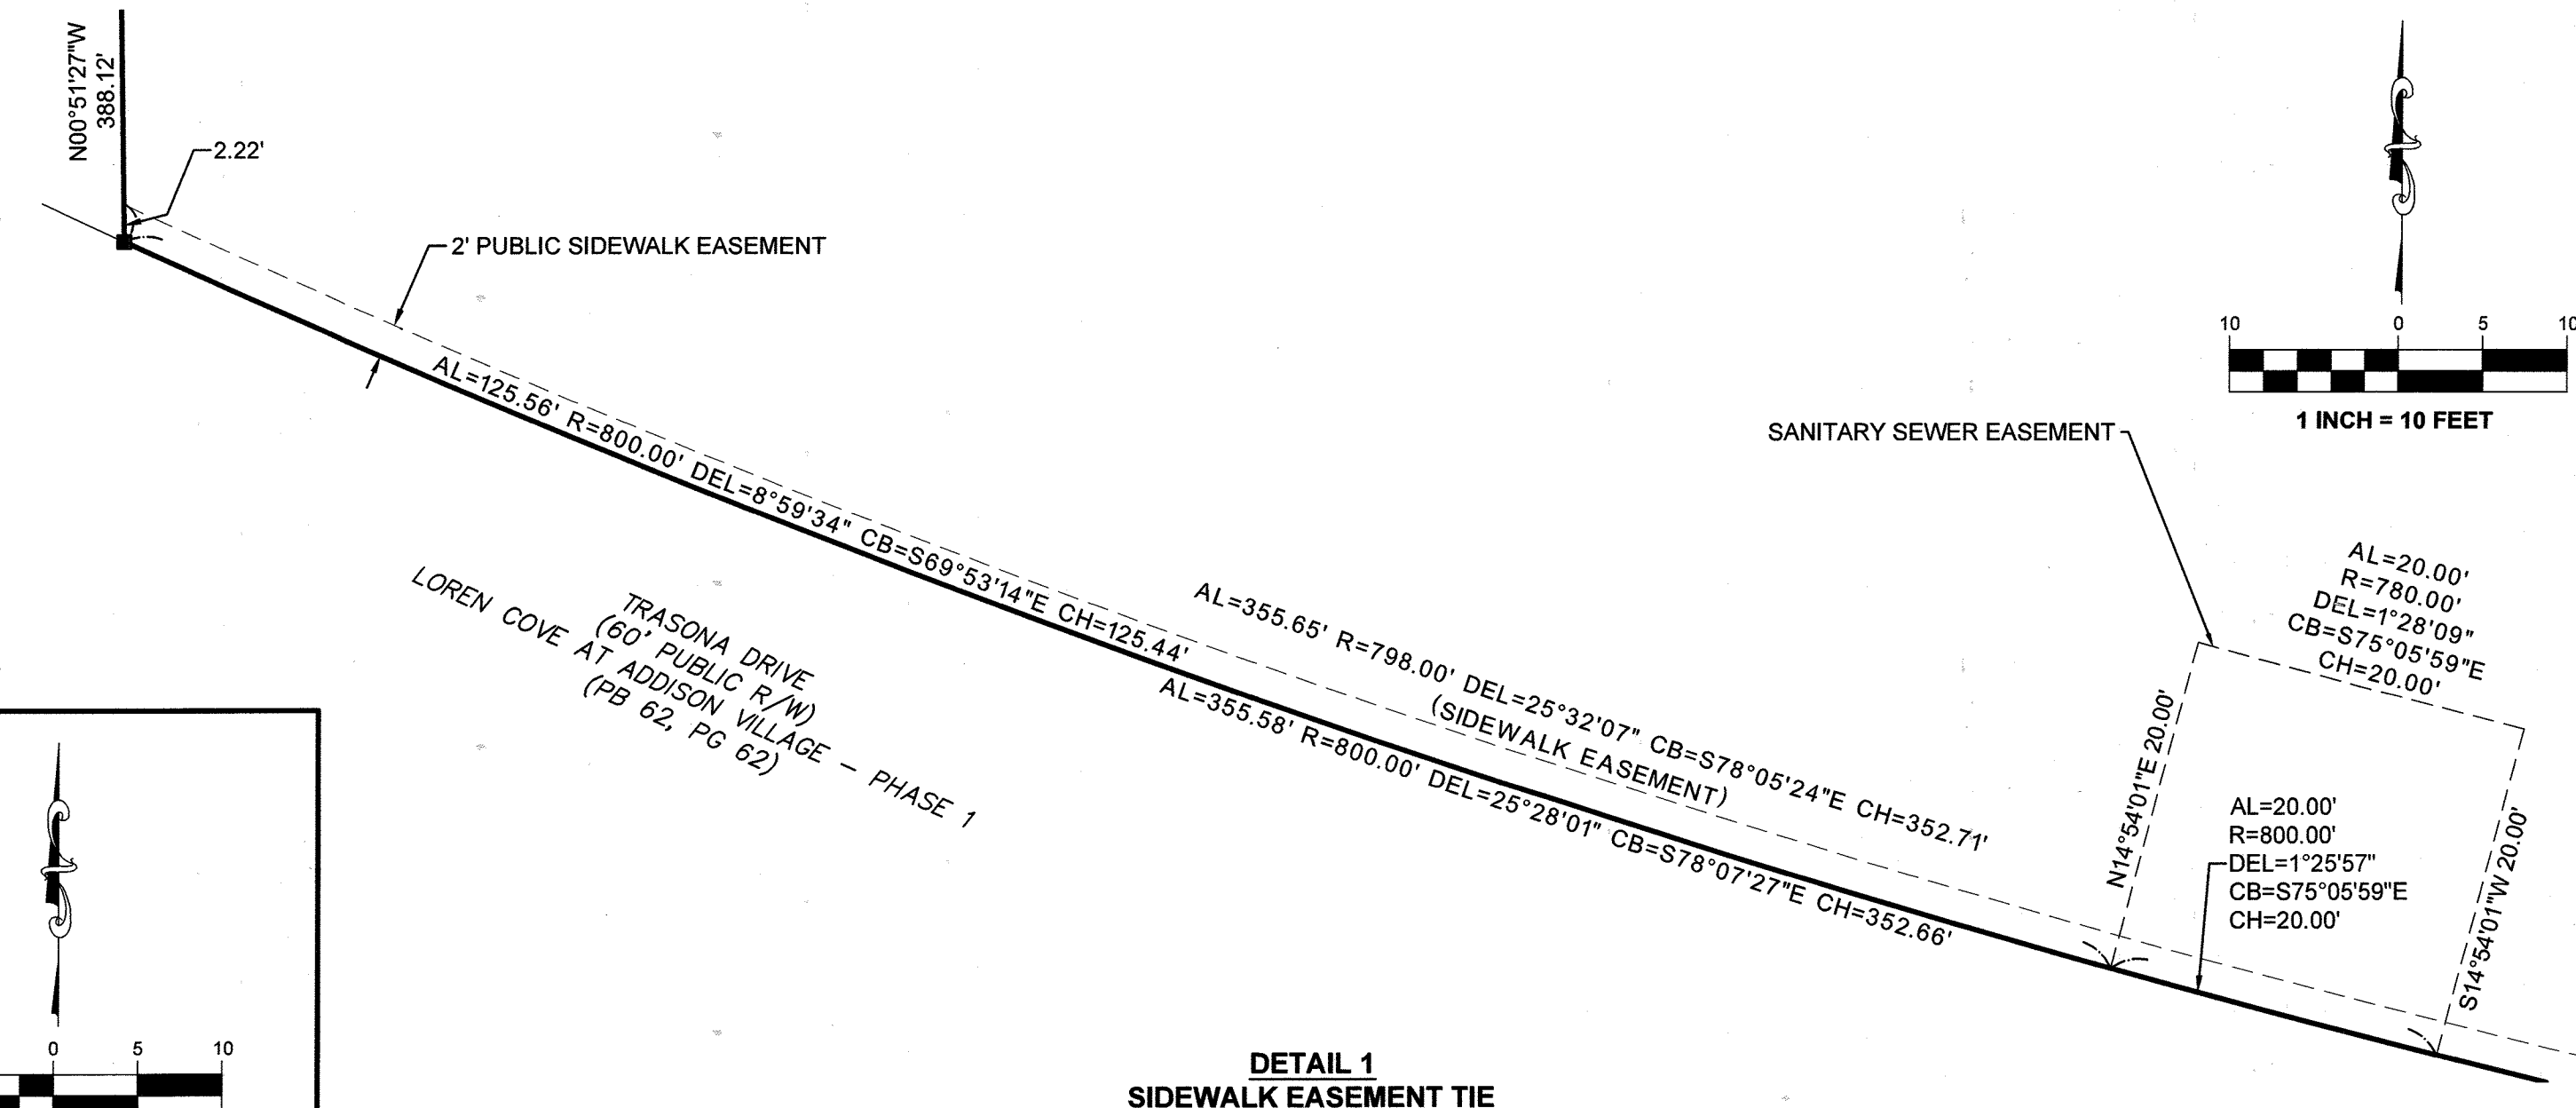 N00°51'27"W
388.12'
2.22'
2' PUBLIC SIDEWALK EASEMENT
10 0 5 10
1 INCH = 10 FEET
SANITARY SEWER EASEMENT
AL=125.56' R=800.00' DEL=8°59'34" CB=S69°53'14"E CH=125.44'
AL=355.65' R=798.00' DEL=25°32'07" CB=S78°05'24"E CH=352.71'
(SIDEWALK EASEMENT)
AL=355.58' R=800.00' DEL=25°28'01" CB=S78°07'27"E CH=352.66'
TRASONA DRIVE
(60' PUBLIC R/W)
LOREN COVE AT ADDISON VILLAGE - PHASE 1
(PB 62, PG 62)
AL=20.00'
R=780.00'
DEL=1°28'09"
CB=S75°05'59"E
CH=20.00'
N14°54'01"E 20.00'
AL=20.00'
R=800.00'
DEL=1°25'57"
CB=S75°05'59"E
CH=20.00'
S14°54'01"W 20.00'
0 5 10
DETAIL 1
SIDEWALK EASEMENT TIE